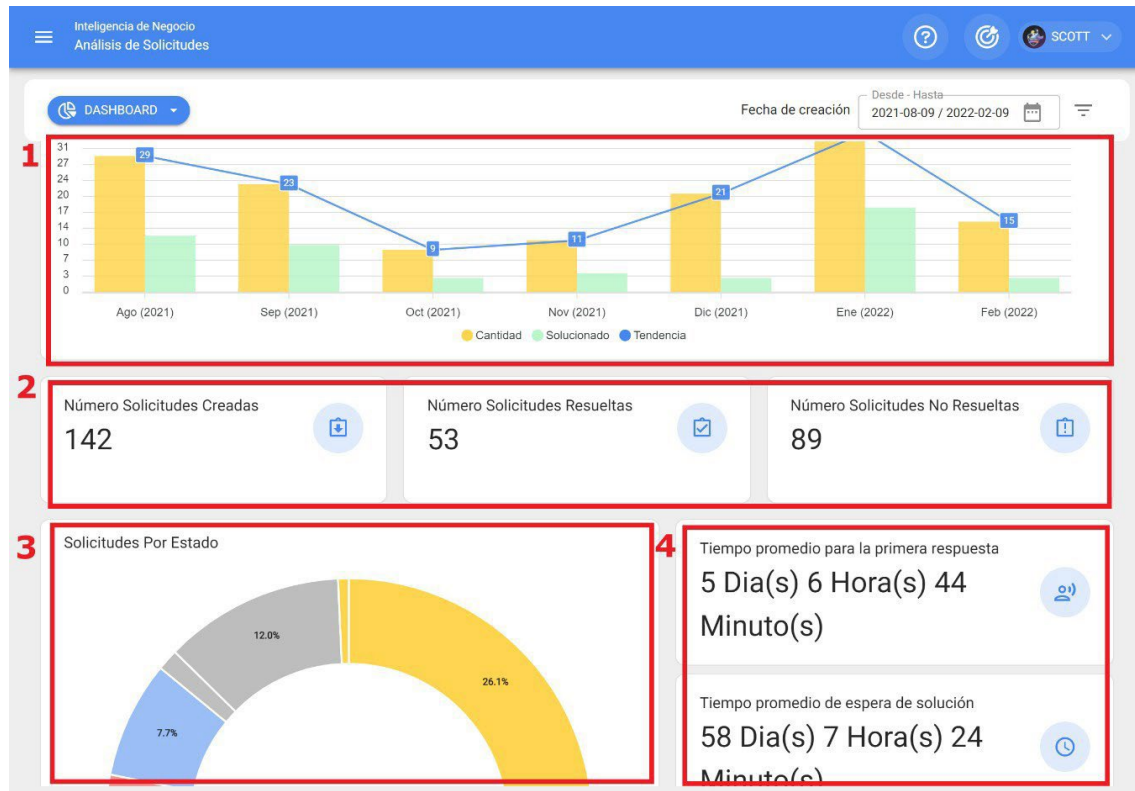 Inteligencia de Negocio
Análisis de Solicitudes
SCOTT
DASHBOARD
Fecha de creación
Desde - Hasta
2021-08-09 / 2022-02-09
1
31
27
24
20
17
14
10
7
3
0
29
23
9
11
21
15
Ago (2021) Sep (2021) Oct (2021) Nov (2021) Dic (2021) Ene (2022) Feb (2022)
Cantidad Solucionado Tendencia
2
Número Solicitudes Creadas
142
Número Solicitudes Resueltas
53
Número Solicitudes No Resueltas
89
3
Solicitudes Por Estado
12.0%
26.1%
7.7%
4
Tiempo promedio para la primera respuesta
5 Dia(s) 6 Hora(s) 44
Minuto(s)
Tiempo promedio de espera de solución
58 Dia(s) 7 Hora(s) 24
Minuto(s)